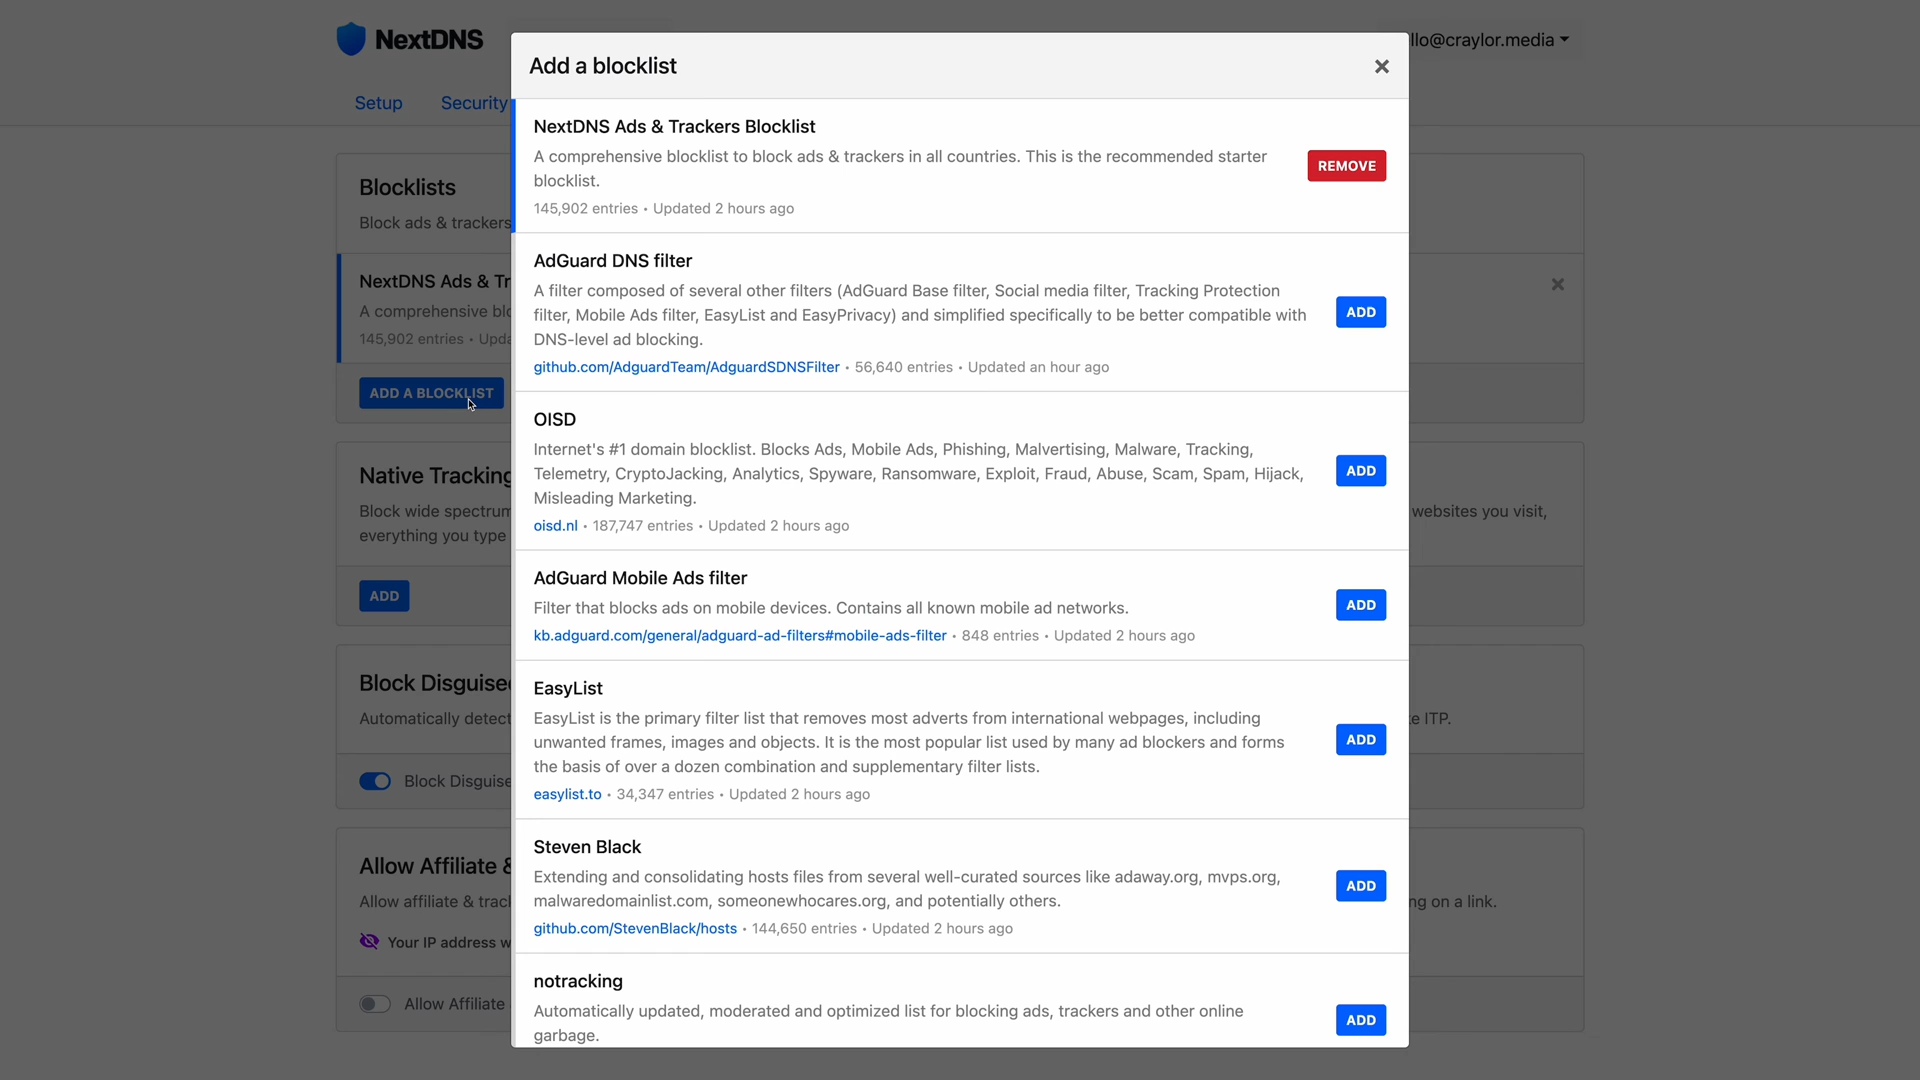 NextDNS
llo@craylor.media
Setup
Security
Add a blocklist
NextDNS Ads & Trackers Blocklist
A comprehensive blocklist to block ads & trackers in all countries. This is the recommended starter
blocklist.
145,902 entries • Updated 2 hours ago
REMOVE
AdGuard DNS filter
A filter composed of several other filters (AdGuard Base filter, Social media filter, Tracking Protection
filter, Mobile Ads filter, EasyList and EasyPrivacy) and simplified specifically to be better compatible with
DNS-level ad blocking.
github.com/AdguardTeam/AdguardSDNSFilter • 56,640 entries • Updated an hour ago
ADD
OISD
Internet's #1 domain blocklist. Blocks Ads, Mobile Ads, Phishing, Malvertising, Malware, Tracking,
Telemetry, CryptoJacking, Analytics, Spyware, Ransomware, Exploit, Fraud, Abuse, Scam, Spam, Hijack,
Misleading Marketing.
oisd.nl • 187,747 entries • Updated 2 hours ago
ADD
AdGuard Mobile Ads filter
Filter that blocks ads on mobile devices. Contains all known mobile ad networks.
kb.adguard.com/general/adguard-ad-filters#mobile-ads-filter • 848 entries • Updated 2 hours ago
ADD
EasyList
EasyList is the primary filter list that removes most adverts from international webpages, including
unwanted frames, images and objects. It is the most popular list used by many ad blockers and forms
the basis of over a dozen combination and supplementary filter lists.
easylist.to • 34,347 entries • Updated 2 hours ago
ADD
Steven Black
Extending and consolidating hosts files from several well-curated sources like adaway.org, mvps.org,
malwaredomainlist.com, someonewhocares.org, and potentially others.
github.com/StevenBlack/hosts • 144,650 entries • Updated 2 hours ago
ADD
notracking
Automatically updated, moderated and optimized list for blocking ads, trackers and other online
garbage.
ADD
Blocklists
Block ads & trackers
NextDNS Ads & Tr
A comprehensive blo
145,902 entries • Upda
ADD A BLOCKLIST
Native Tracking
Block wide spectrum
websites you visit,
everything you type
ADD
Block Disguised
Automatically detect
e ITP.
Block Disguise
Allow Affiliate &
Allow affiliate & track
ng on a link.
Your IP address w
Allow Affiliate